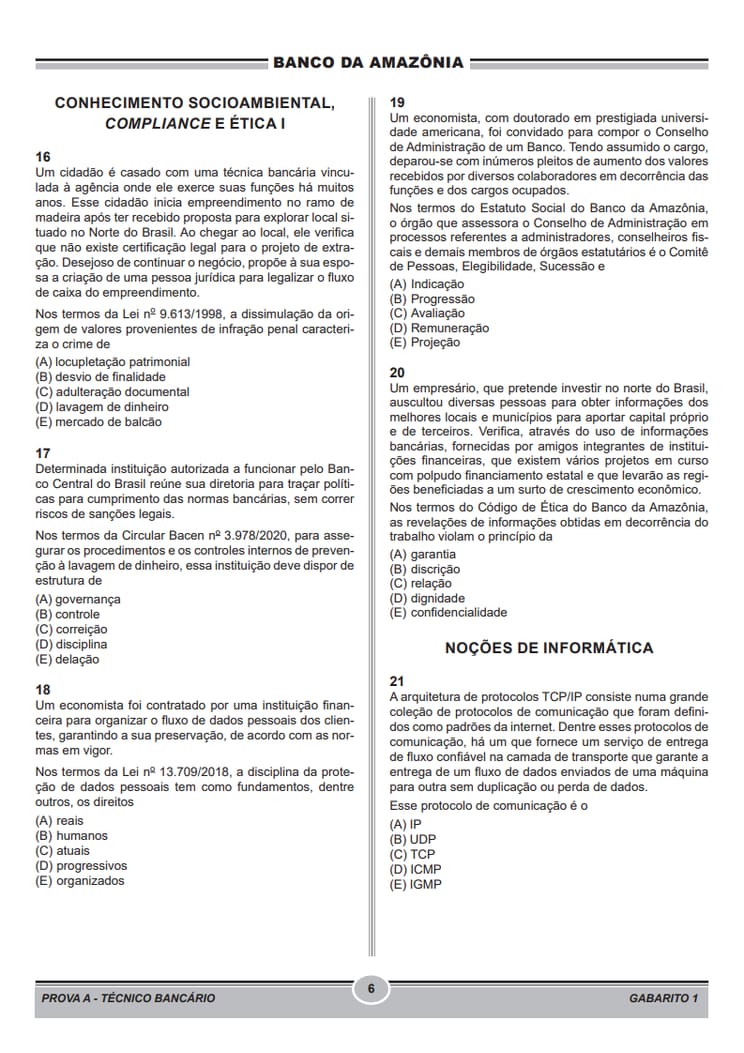 BANCO DA AMAZÔNIA
CONHECIMENTO SOCIOAMBIENTAL,
COMPLIANCE E ÉTICA I
16
Um cidadão é casado com uma técnica bancária vincu-
lada à agência onde ele exerce suas funções há muitos
anos. Esse cidadão inicia empreendimento no ramo de
madeira após ter recebido proposta para explorar local si-
tuado no Norte do Brasil. Ao chegar ao local, ele verifica
que não existe certificação legal para o projeto de extra-
ção. Desejoso de continuar o negócio, propõe à sua espo-
sa a criação de uma pessoa jurídica para legalizar o fluxo
de caixa do empreendimento.
Nos termos da Lei nº 9.613/1998, a dissimulação da ori-
gem de valores provenientes de infração penal caracteri-
za o crime de
(A) locupletação patrimonial
(B) desvio de finalidade
(C) adulteração documental
(D) lavagem de dinheiro
(E) mercado de balcão
17
Determinada instituição autorizada a funcionar pelo Ban-
co Central do Brasil reúne sua diretoria para traçar políti-
cas para cumprimento das normas bancárias, sem correr
riscos de sanções legais.
Nos termos da Circular Bacen nº 3.978/2020, para asse-
gurar os procedimentos e os controles internos de preven-
ção à lavagem de dinheiro, essa instituição deve dispor de
estrutura de
(A) governança
(B) controle
(C) correição
(D) disciplina
(E) delação
18
Um economista foi contratado por uma instituição finan-
ceira para organizar o fluxo de dados pessoais dos clien-
tes, garantindo a sua preservação, de acordo com as nor-
mas em vigor.
Nos termos da Lei nº 13.709/2018, a disciplina da prote-
ção de dados pessoais tem como fundamentos, dentre
outros, os direitos
(A) reais
(B) humanos
(C) atuais
(D) progressivos
(E) organizados
19
Um economista, com doutorado em prestigiada universi-
dade americana, foi convidado para compor o Conselho
de Administração de um Banco. Tendo assumido o cargo,
deparou-se com inúmeros pleitos de aumento dos valores
recebidos por diversos colaboradores em decorrência das
funções e dos cargos ocupados.
Nos termos do Estatuto Social do Banco da Amazônia,
o órgão que assessora o Conselho de Administração em
processos referentes a administradores, conselheiros fis-
cais e demais membros de órgãos estatutários é o Comitê
de Pessoas, Elegibilidade, Sucessão e
(A) Indicação
(B) Progressão
(C) Avaliação
(D) Remuneração
(E) Projeção
20
Um empresário, que pretende investir no norte do Brasil,
auscultou diversas pessoas para obter informações dos
melhores locais e municípios para aportar capital próprio
e de terceiros. Verifica, através do uso de informações
bancárias, fornecidas por amigos integrantes de institui-
ções financeiras, que existem vários projetos em curso
com polpudo financiamento estatal e que levarão as regi-
ões beneficiadas a um surto de crescimento econômico.
Nos termos do Código de Ética do Banco da Amazônia,
as revelações de informações obtidas em decorrência do
trabalho violam o princípio da
(A) garantia
(B) discrição
(C) relação
(D) dignidade
(E) confidencialidade
NOÇÕES DE INFORMÁTICA
21
A arquitetura de protocolos TCP/IP consiste numa grande
coleção de protocolos de comunicação que foram defini-
dos como padrões da internet. Dentre esses protocolos de
comunicação, há um que fornece um serviço de entrega
de fluxo confiável na camada de transporte que garante a
entrega de um fluxo de dados enviados de uma máquina
para outra sem duplicação ou perda de dados.
Esse protocolo de comunicação é o
(A) IP
(B) UDP
(C) TCP
(D) ICMP
(E) IGMP
PROVA A - TÉCNICO BANCÁRIO
6
GABARITO 1